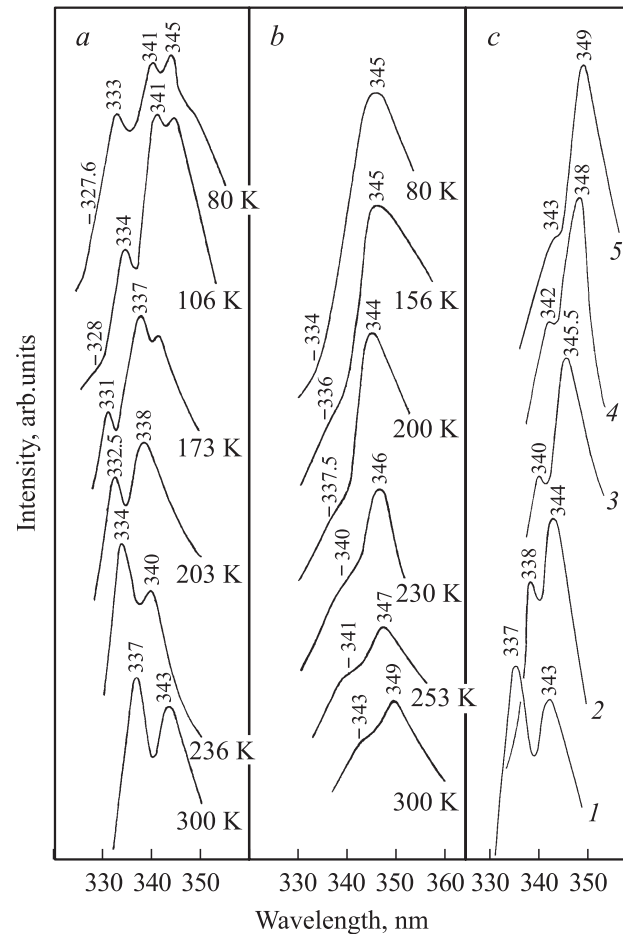 a
333
341
345
−327.6
80 K
334
341
−328
106 K
331
337
173 K
332.5
338
203 K
334
340
236 K
337
343
300 K
b
345
80 K
−334
345
156 K
−336
344
200 K
−337.5
346
230 K
−340
347
253 K
−341
349
300 K
−343
c
349
343
5
348
342
4
345.5
340
3
344
338
2
337
343
1
Intensity, arb.units
330 340 350
330 340 350 360
330 340 350
Wavelength, nm